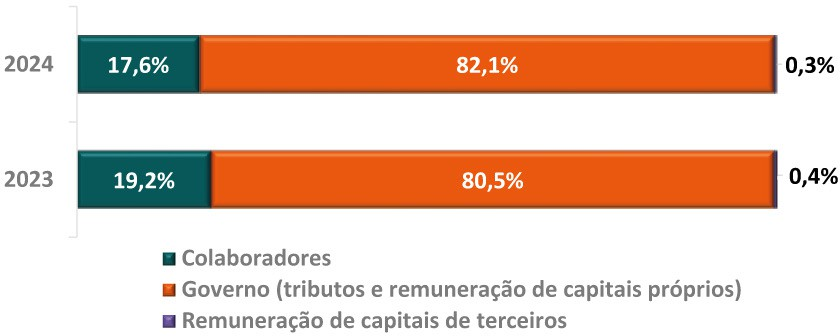 2024 17,6% 82,1% 0,3%
2023 19,2% 80,5% 0,4%
Colaboradores
Governo (tributos e remuneração de capitais próprios)
Remuneração de capitais de terceiros